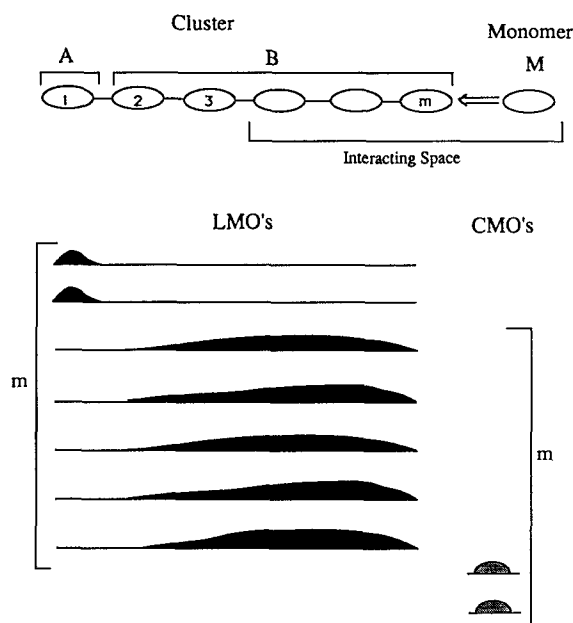 Cluster
Monomer
A
B
M
1
2
3
m
Interacting Space
LMO's
CMO's
m
m